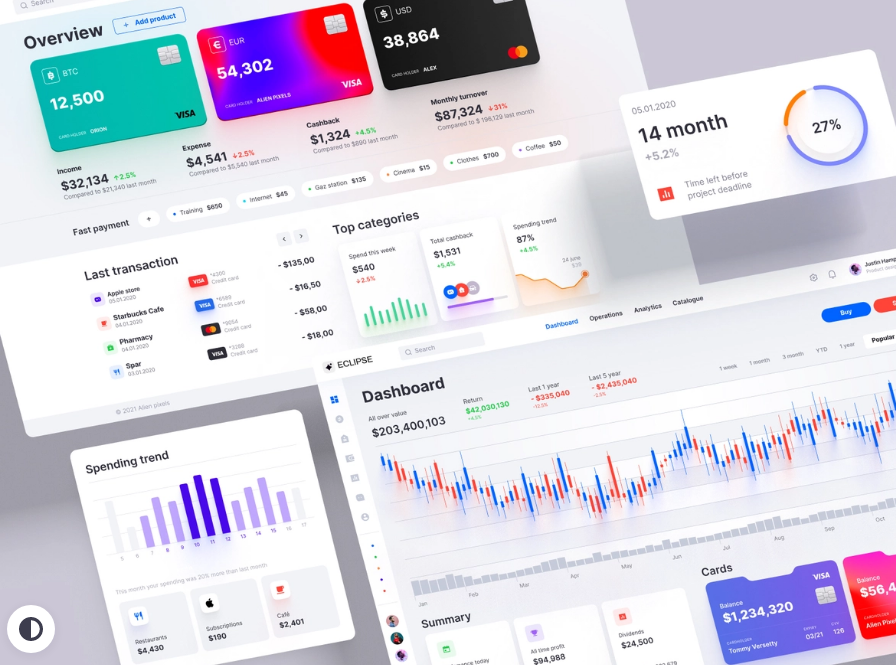 Search
Overview
+ Add product
BTC
12,500
CARD HOLDER ORION
VISA
EUR
54,302
CARD HOLDER ALIEN PIXELS
VISA
USD
38,864
CARD HOLDER ALEX
Income
$32,134 +2.5%
Compared to $21,340 last month
Expense
$4,541 ↓2.5%
Compared to $5,540 last month
Cashback
$1,324 +4.5%
Compared to $890 last month
Monthly turnover
$87,324 ↓31%
Compared to $ 198,129 last month
Fast payment
+
Training $650
Internet $45
Gaz station $135
Cinema $15
Clothes $700
Coffee $50
Last transaction
< >
Apple store
05.01.2020
VISA *4200
Credit card
- $135,00
Starbucks Cafe
04.01.2020
VISA
Credit card
- $16,50
Pharmacy
04.01.2020
Credit card
- $58,00
Spar
03.01.2020
VISA
Credit card
- $18,00
© 2021 Alien pixels
Top categories
Spend this week
$540
↓2.5%
Total cashback
$1,531
+5.4%
Spending trend
87%
+4.5%
24 june
$35
05.01.2020
14 month
+5.2%
27%
Time left before
project deadline
Spending trend
5 6 7 8 9 10 11 12 13 14 15 16 17
This month your spending was 20% more than last month
Restaurants
$4,430
Subscriptions
$190
Café
$2,401
ECLIPSE
Search
Dashboard Operations Analytics Catalogue
Justin Hamp
Product desig
Buy
Dashboard
All over value
$203,400,103
Return
$42,030,130
+4.5%
Last 1 year
- $335,040
Last 5 year
- $2,435,040
1 week 1 month 3 month YTD 1 year Popular
Jan Feb Mar Apr May Jun Jul Aug Sep Oct
Summary
ance today
All time profit
$94,988
Dividends
$24,500
Cards
Balance
$1,234,320
VISA
CARDHOLDER
Tommy Versetty
03/21
126
Balance
$56,4
CARDHOLDER
Alien Pixel